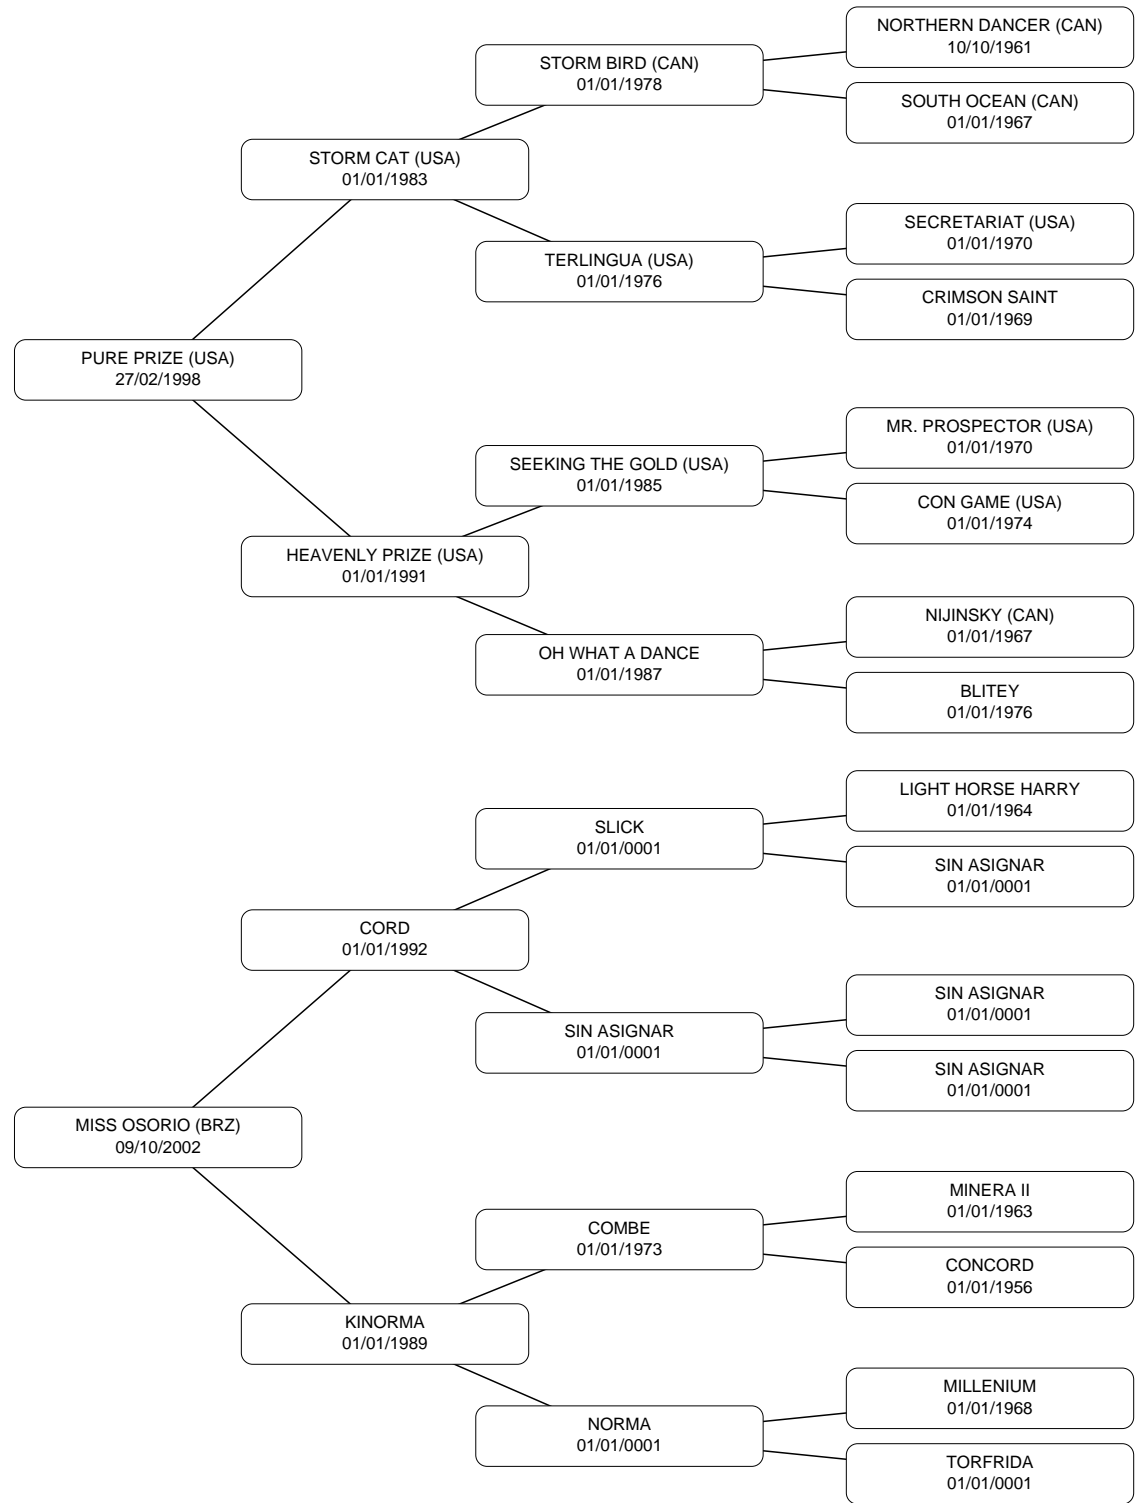 NORTHERN DANCER (CAN)
10/10/1961
STORM BIRD (CAN)
01/01/1978
SOUTH OCEAN (CAN)
01/01/1967
STORM CAT (USA)
01/01/1983
SECRETARIAT (USA)
01/01/1970
TERLINGUA (USA)
01/01/1976
CRIMSON SAINT
01/01/1969
PURE PRIZE (USA)
27/02/1998
MR. PROSPECTOR (USA)
01/01/1970
SEEKING THE GOLD (USA)
01/01/1985
CON GAME (USA)
01/01/1974
HEAVENLY PRIZE (USA)
01/01/1991
NIJINSKY (CAN)
01/01/1967
OH WHAT A DANCE
01/01/1987
BLITEY
01/01/1976
LIGHT HORSE HARRY
01/01/1964
SLICK
01/01/0001
SIN ASIGNAR
01/01/0001
CORD
01/01/1992
SIN ASIGNAR
01/01/0001
SIN ASIGNAR
01/01/0001
SIN ASIGNAR
01/01/0001
MISS OSORIO (BRZ)
09/10/2002
MINERA II
01/01/1963
COMBE
01/01/1973
CONCORD
01/01/1956
KINORMA
01/01/1989
MILLENIUM
01/01/1968
NORMA
01/01/0001
TORFRIDA
01/01/0001